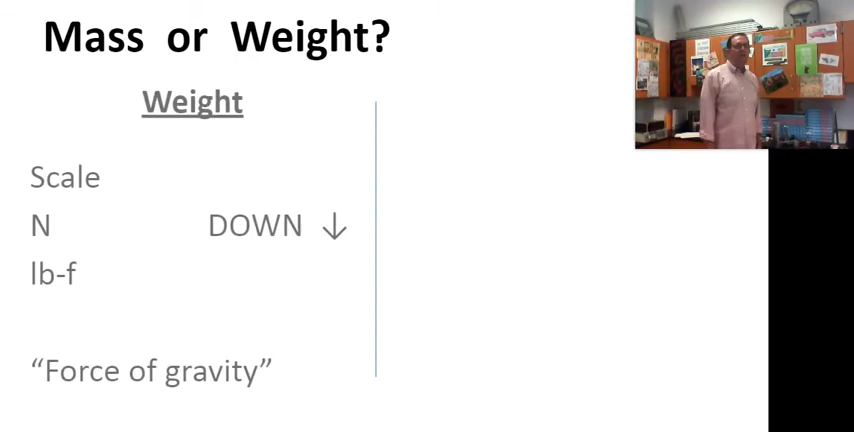 Mass or Weight?
Weight
Scale
N DOWN ↓
lb-f
“Force of gravity”